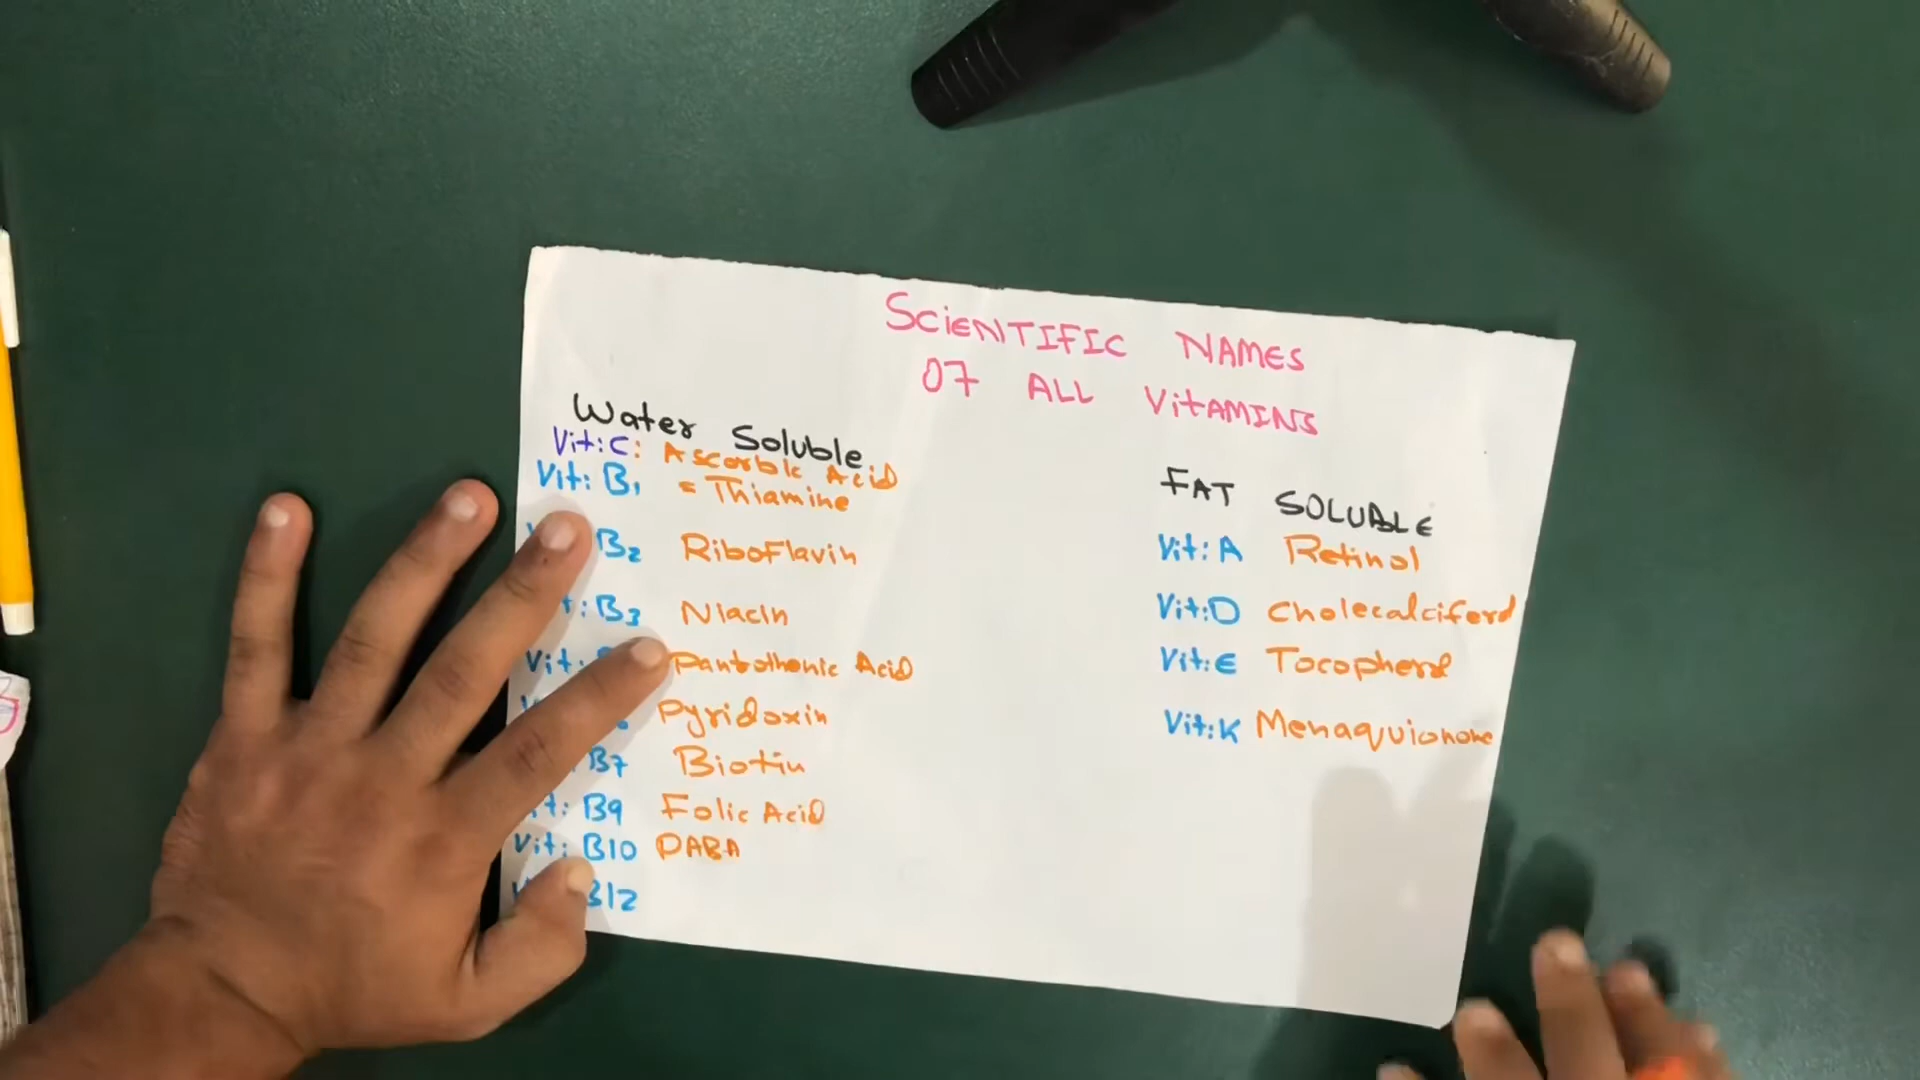 SCIENTIFIC NAMES
OF ALL VITAMINS
Water Soluble
Vit:C: Ascorbic Acid
Vit: B1 = Thiamine
B2 Riboflavin
t: B3 Niacin
Vit: Pantothenic Acid
Pyridoxin
B7 Biotin
t: B9 Folic Acid
Vit: B10 PABA
B12
FAT SOLUBLE
Vit: A Retinol
Vit:D Cholecalciferol
Vit:E Tocopherol
Vit:K Menaquionone